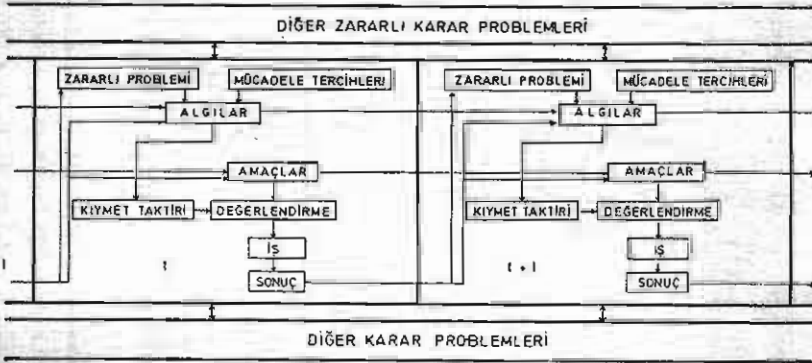 DİĞER ZARARLI KARAR PROBLEMLERİ
ZARARLI PROBLEMİ
MÜCADELE TERCİHLERİ
ALGILAR
AMAÇLAR
KIYMET TAKTİRİ
DEĞERLENDİRME
İŞ
SONUÇ
t
ZARARLI PROBLEMİ
MÜCADELE TERCİHLERİ
ALGILAR
AMAÇLAR
KIYMET TAKTİRİ
DEĞERLENDİRME
İŞ
SONUÇ
t + 1
DİĞER KARAR PROBLEMLERİ